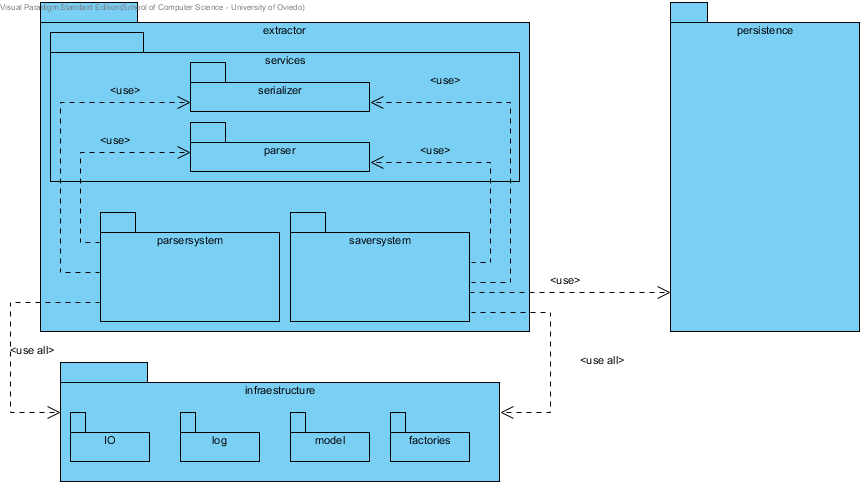 Visual Paradigm Standard Edition(School of Computer Science - University of Oviedo)
extractor
persistence
services
<use>
<use>
serializer
<use>
<use>
parser
parsersystem
saversystem
<use>
<use all>
<use all>
infraestructure
IO
log
model
factories